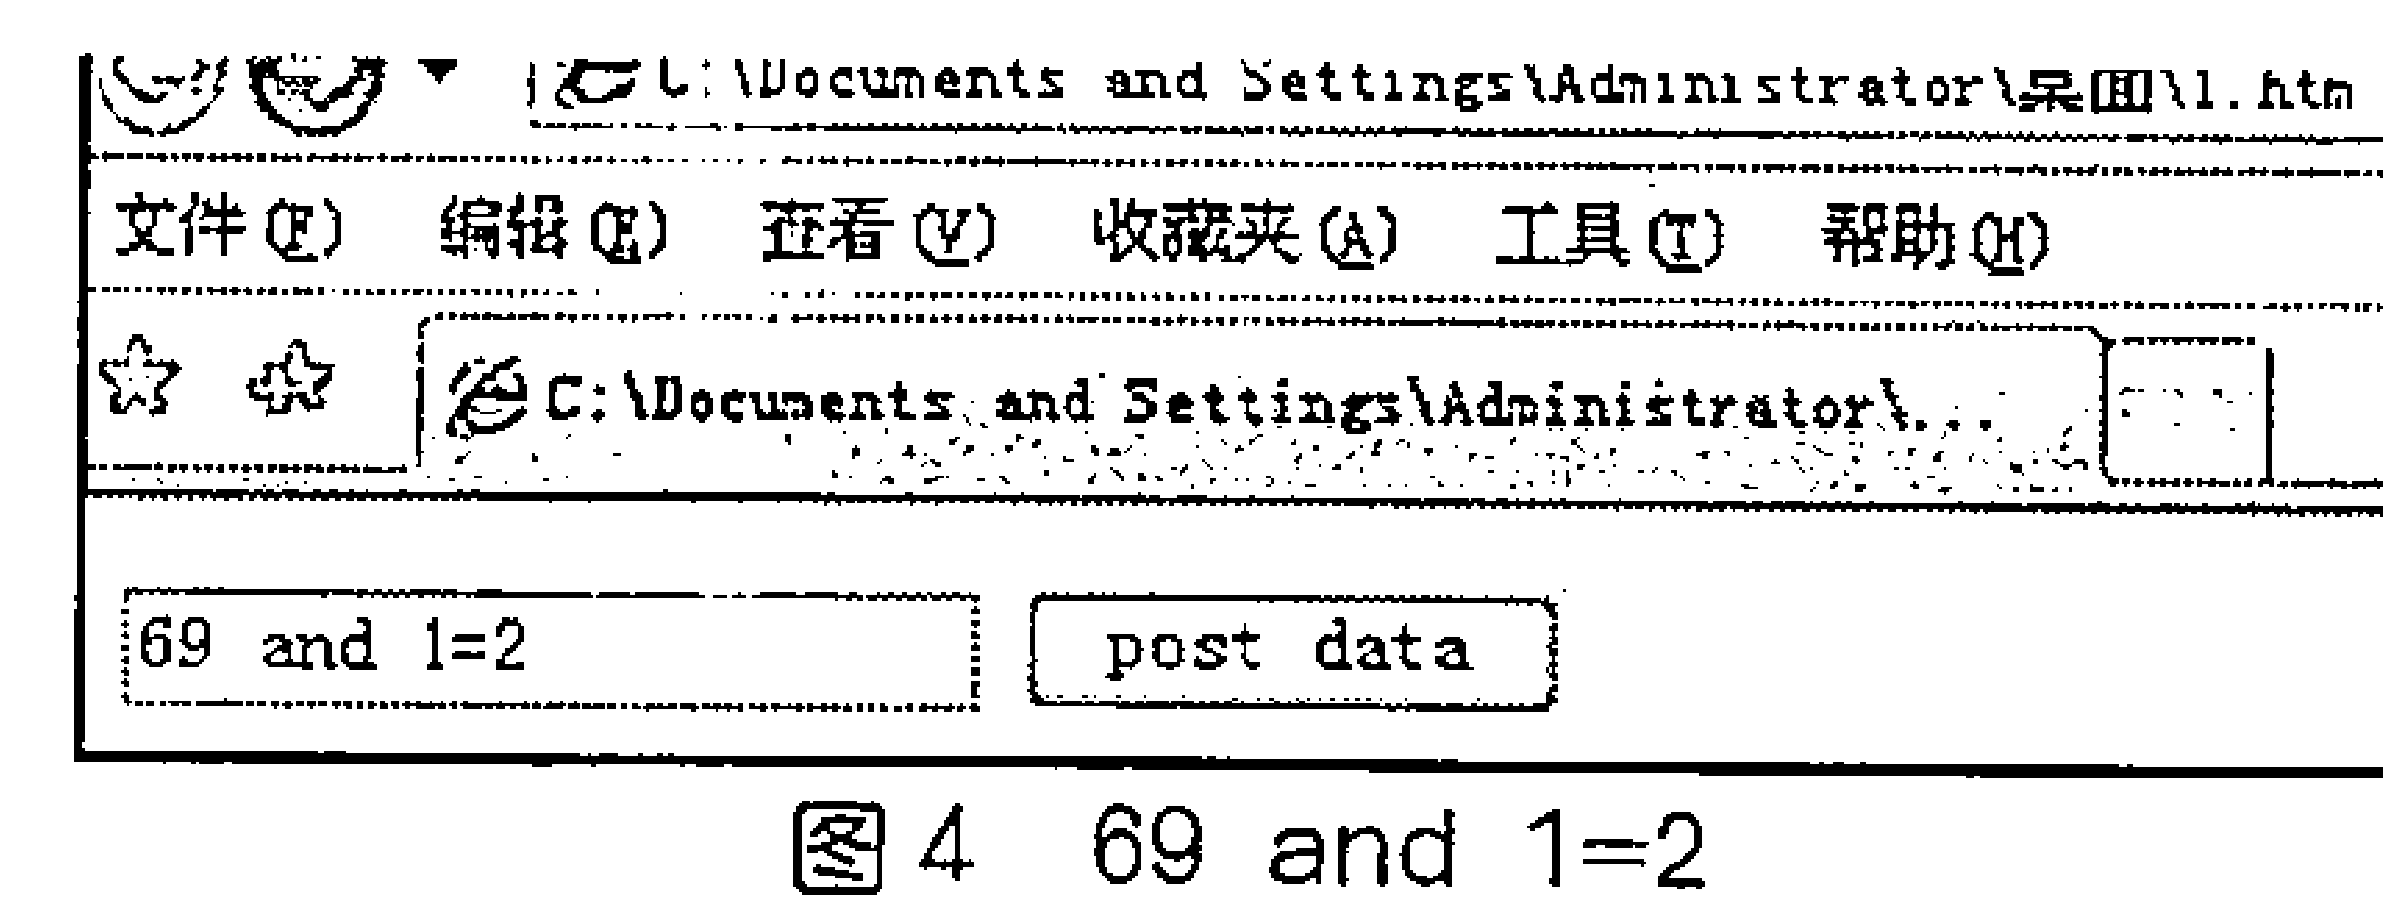 C:\Documents and Settings\Administrator\桌面\1.htm
文件(F) 编辑(E) 查看(V) 收藏夹(A) 工具(T) 帮助(H)
C:\Documents and Settings\Administrator\...
69 and 1=2 post data
图 4 69 and 1=2